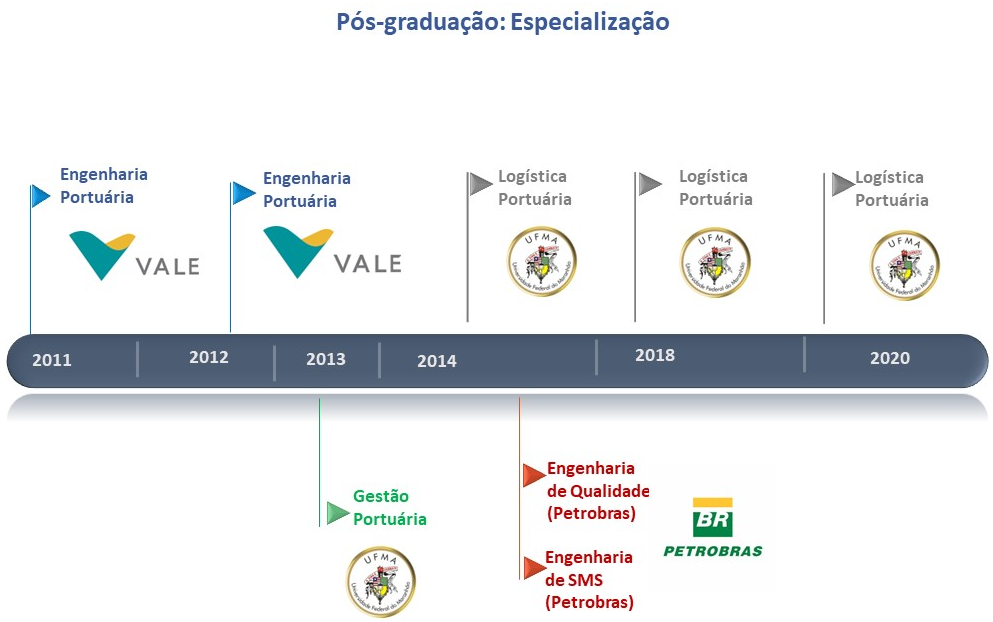 Pós-graduação: Especialização
Engenharia
Portuária
VALE
Engenharia
Portuária
VALE
Logística
Portuária
UFMA
Universidade Federal do Maranhão
Logística
Portuária
UFMA
Universidade Federal do Maranhão
Logística
Portuária
UFMA
Universidade Federal do Maranhão
2011
2012
2013
2014
2018
2020
Gestão
Portuária
UFMA
Universidade Federal do Maranhão
Engenharia
de Qualidade
(Petrobras)
Engenharia
de SMS
(Petrobras)
BR
PETROBRAS